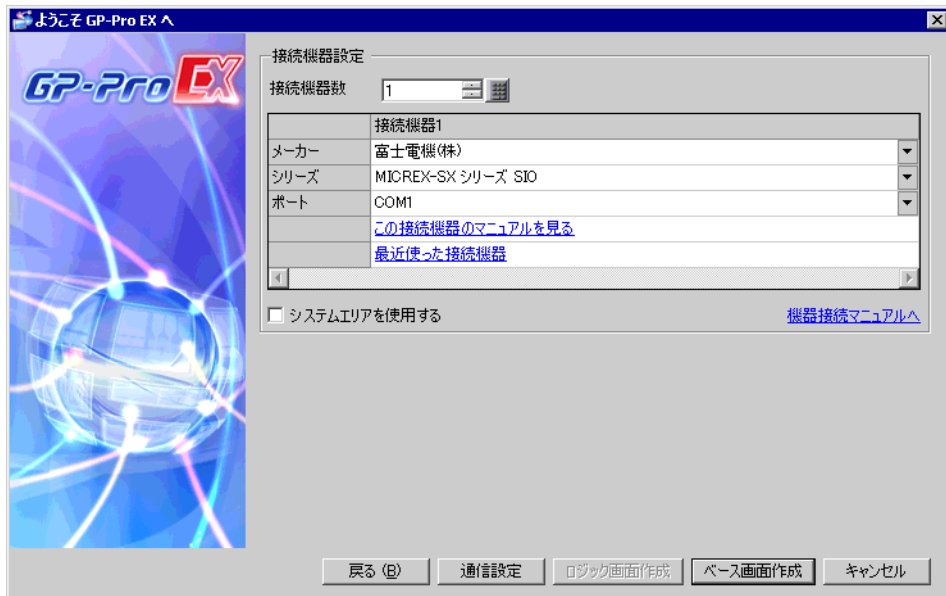 ようこそ GP-Pro EX へ
GP-Pro EX
接続機器設定
接続機器数 1
接続機器1
メーカー 富士電機(株)
シリーズ MICREX-SX シリーズ SIO
ポート COM1
この接続機器のマニュアルを見る
最近使った接続機器
システムエリアを使用する 機器接続マニュアルへ
戻る (B) 通信設定 ロジック画面作成 ベース画面作成 キャンセル